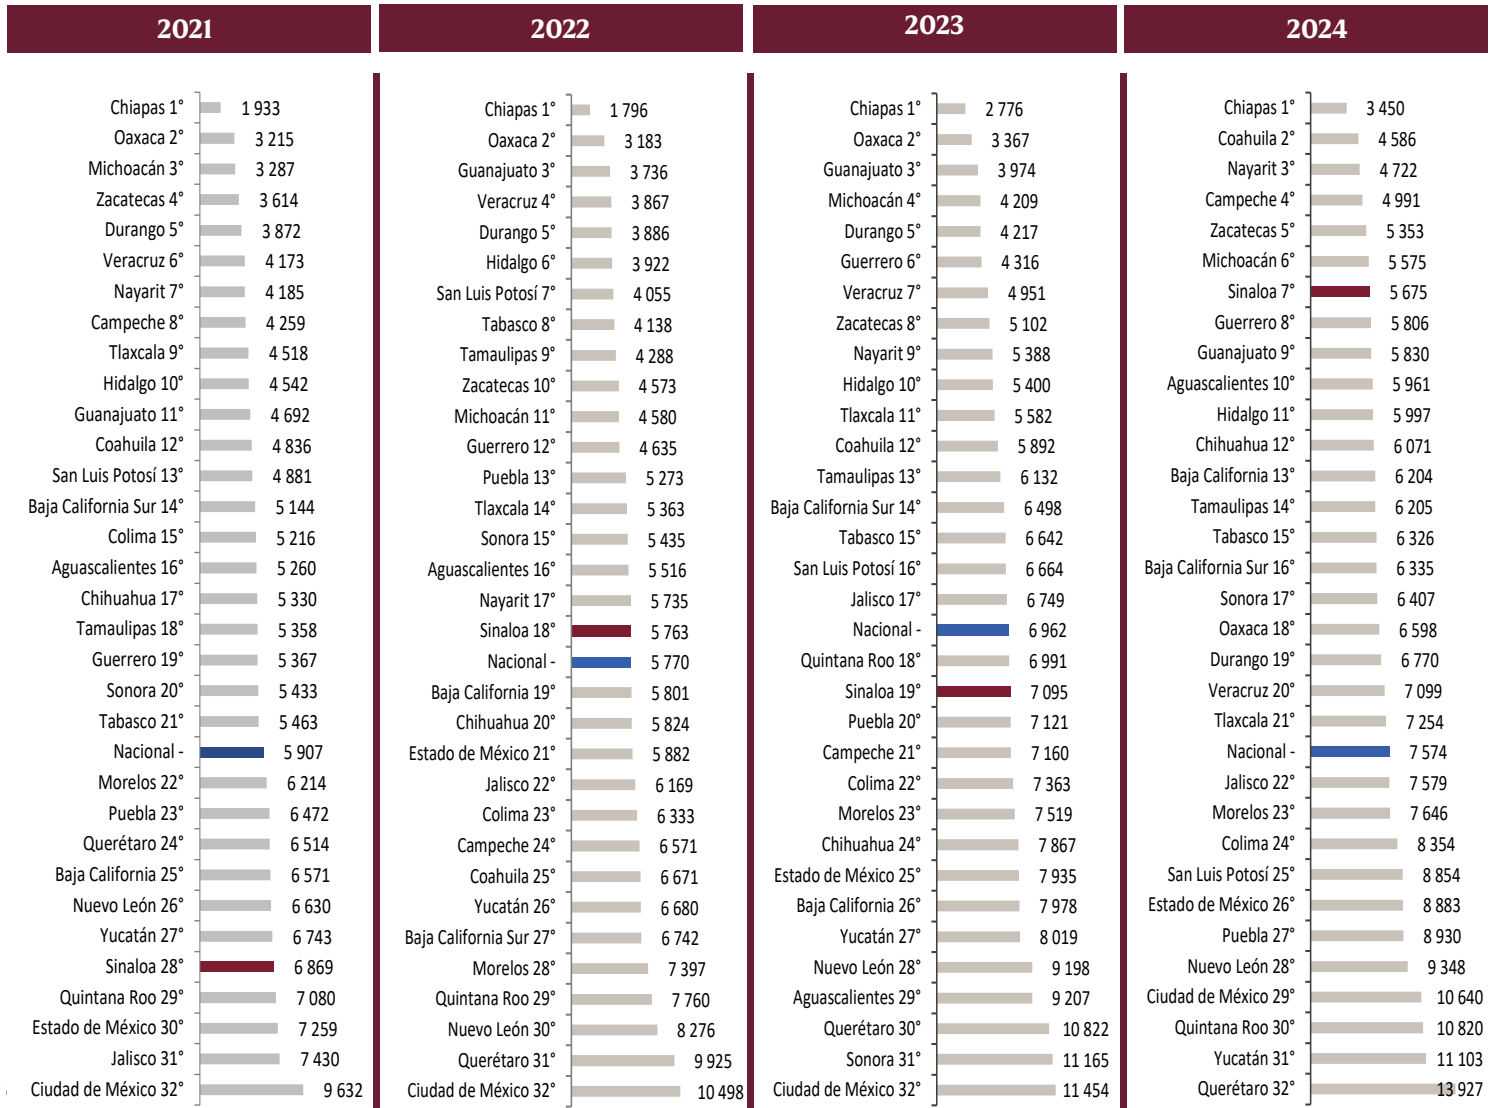 2021
Chiapas 1° 1 933
Oaxaca 2° 3 215
Michoacán 3° 3 287
Zacatecas 4° 3 614
Durango 5° 3 872
Veracruz 6° 4 173
Nayarit 7° 4 185
Campeche 8° 4 259
Tlaxcala 9° 4 518
Hidalgo 10° 4 542
Guanajuato 11° 4 692
Coahuila 12° 4 836
San Luis Potosí 13° 4 881
Baja California Sur 14° 5 144
Colima 15° 5 216
Aguascalientes 16° 5 260
Chihuahua 17° 5 330
Tamaulipas 18° 5 358
Guerrero 19° 5 367
Sonora 20° 5 433
Tabasco 21° 5 463
Nacional - 5 907
Morelos 22° 6 214
Puebla 23° 6 472
Querétaro 24° 6 514
Baja California 25° 6 571
Nuevo León 26° 6 630
Yucatán 27° 6 743
Sinaloa 28° 6 869
Quintana Roo 29° 7 080
Estado de México 30° 7 259
Jalisco 31° 7 430
Ciudad de México 32° 9 632
2022
Chiapas 1° 1 796
Oaxaca 2° 3 183
Guanajuato 3° 3 736
Veracruz 4° 3 867
Durango 5° 3 886
Hidalgo 6° 3 922
San Luis Potosí 7° 4 055
Tabasco 8° 4 138
Tamaulipas 9° 4 288
Zacatecas 10° 4 573
Michoacán 11° 4 580
Guerrero 12° 4 635
Puebla 13° 5 273
Tlaxcala 14° 5 363
Sonora 15° 5 435
Aguascalientes 16° 5 516
Nayarit 17° 5 735
Sinaloa 18° 5 763
Nacional - 5 770
Baja California 19° 5 801
Chihuahua 20° 5 824
Estado de México 21° 5 882
Jalisco 22° 6 169
Colima 23° 6 333
Campeche 24° 6 571
Coahuila 25° 6 671
Yucatán 26° 6 680
Baja California Sur 27° 6 742
Morelos 28° 7 397
Quintana Roo 29° 7 760
Nuevo León 30° 8 276
Querétaro 31° 9 925
Ciudad de México 32° 10 498
2023
Chiapas 1° 2 776
Oaxaca 2° 3 367
Guanajuato 3° 3 974
Michoacán 4° 4 209
Durango 5° 4 217
Guerrero 6° 4 316
Veracruz 7° 4 951
Zacatecas 8° 5 102
Nayarit 9° 5 388
Hidalgo 10° 5 400
Tlaxcala 11° 5 582
Coahuila 12° 5 892
Tamaulipas 13° 6 132
Baja California Sur 14° 6 498
Tabasco 15° 6 642
San Luis Potosí 16° 6 664
Jalisco 17° 6 749
Nacional - 6 962
Quintana Roo 18° 6 991
Sinaloa 19° 7 095
Puebla 20° 7 121
Campeche 21° 7 160
Colima 22° 7 363
Morelos 23° 7 519
Chihuahua 24° 7 867
Estado de México 25° 7 935
Baja California 26° 7 978
Yucatán 27° 8 019
Nuevo León 28° 9 198
Aguascalientes 29° 9 207
Querétaro 30° 10 822
Sonora 31° 11 165
Ciudad de México 32° 11 454
2024
Chiapas 1° 3 450
Coahuila 2° 4 586
Nayarit 3° 4 722
Campeche 4° 4 991
Zacatecas 5° 5 353
Michoacán 6° 5 575
Sinaloa 7° 5 675
Guerrero 8° 5 806
Guanajuato 9° 5 830
Aguascalientes 10° 5 961
Hidalgo 11° 5 997
Chihuahua 12° 6 071
Baja California 13° 6 204
Tamaulipas 14° 6 205
Tabasco 15° 6 326
Baja California Sur 16° 6 335
Sonora 17° 6 407
Oaxaca 18° 6 598
Durango 19° 6 770
Veracruz 20° 7 099
Tlaxcala 21° 7 254
Nacional - 7 574
Jalisco 22° 7 579
Morelos 23° 7 646
Colima 24° 8 354
San Luis Potosí 25° 8 854
Estado de México 26° 8 883
Puebla 27° 8 930
Nuevo León 28° 9 348
Ciudad de México 29° 10 640
Quintana Roo 30° 10 820
Yucatán 31° 11 103
Querétaro 32° 13 927